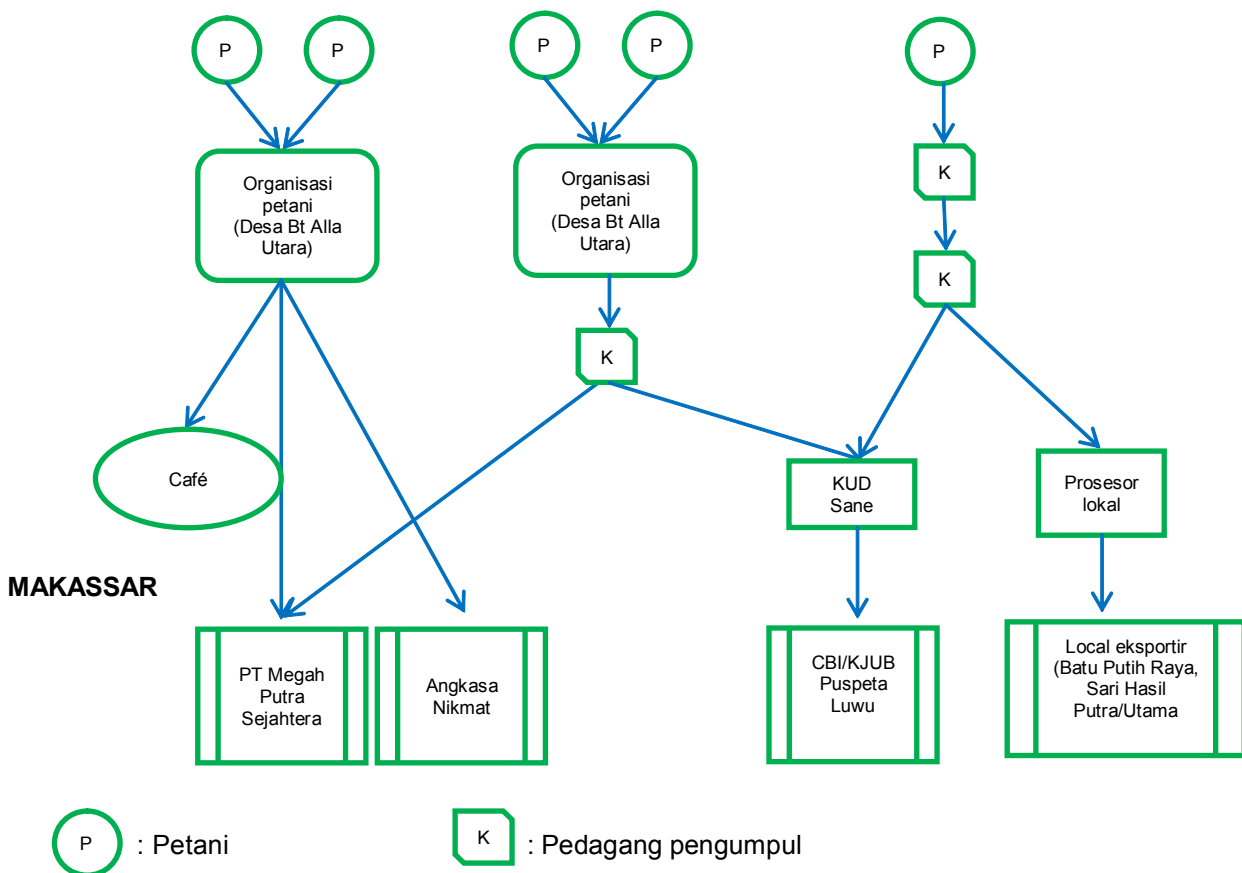 P
P
P
P
P
Organisasi
petani
(Desa Bt Alla
Utara)
Organisasi
petani
(Desa Bt Alla
Utara)
K
K
K
Café
KUD
Sane
Prosesor
lokal
MAKASSAR
PT Megah
Putra
Sejahtera
Angkasa
Nikmat
CBI/KJUB
Puspeta
Luwu
Local eksportir
(Batu Putih Raya,
Sari Hasil
Putra/Utama
P : Petani
K : Pedagang pengumpul